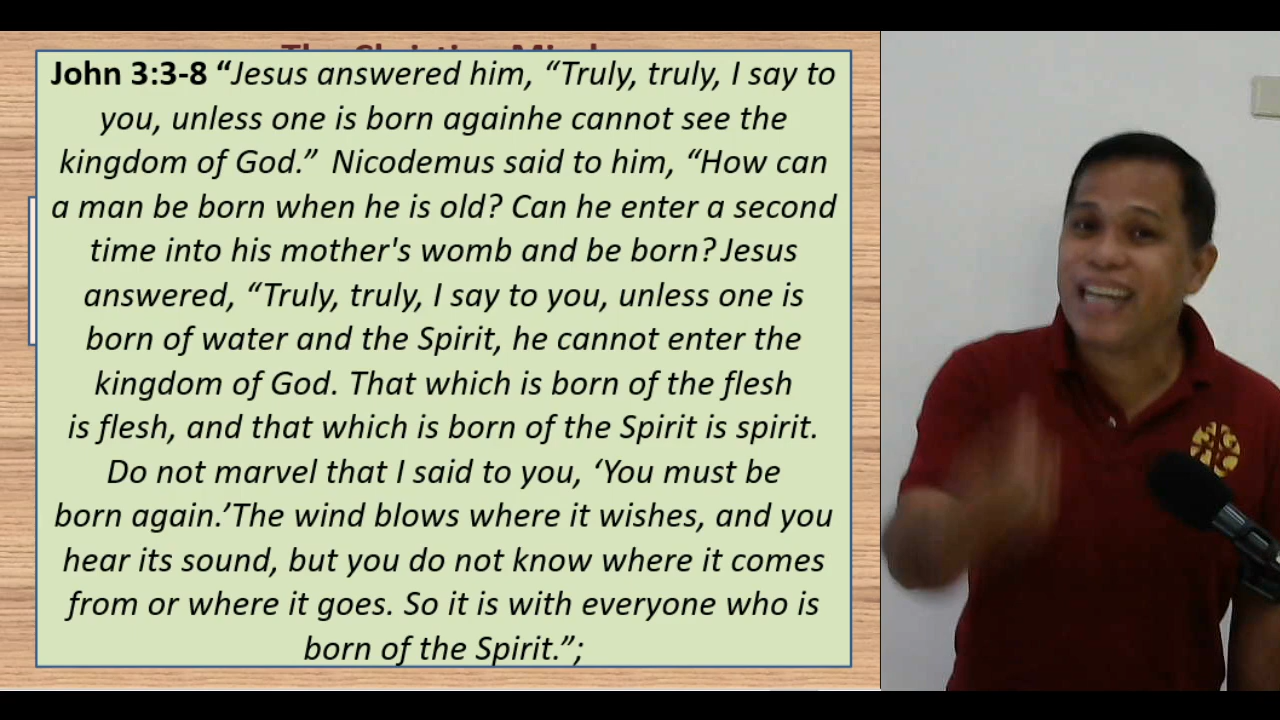 The Christian Mind
John 3:3-8 “Jesus answered him, “Truly, truly, I say to
you, unless one is born againhe cannot see the
kingdom of God.” Nicodemus said to him, “How can
a man be born when he is old? Can he enter a second
time into his mother's womb and be born? Jesus
answered, “Truly, truly, I say to you, unless one is
born of water and the Spirit, he cannot enter the
kingdom of God. That which is born of the flesh
is flesh, and that which is born of the Spirit is spirit.
Do not marvel that I said to you, ‘You must be
born again.’The wind blows where it wishes, and you
hear its sound, but you do not know where it comes
from or where it goes. So it is with everyone who is
born of the Spirit.”;